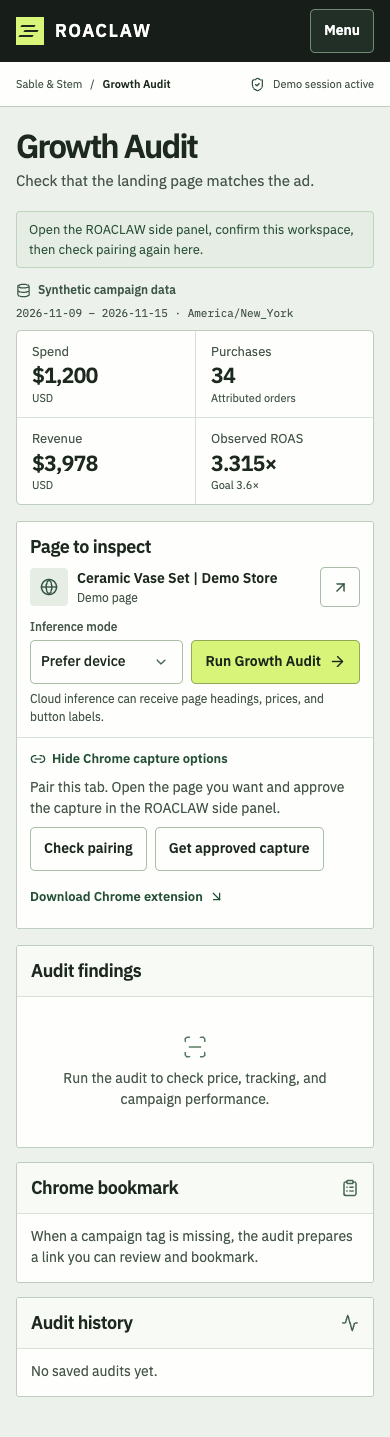 ROACLAW
Menu
Sable & Stem / Growth Audit
Demo session active
Growth Audit
Check that the landing page matches the ad.
Open the ROACLAW side panel, confirm this workspace,
then check pairing again here.
Synthetic campaign data
2026-11-09 – 2026-11-15 · America/New_York
Spend
$1,200
USD
Purchases
34
Attributed orders
Revenue
$3,978
USD
Observed ROAS
3.315×
Goal 3.6×
Page to inspect
Ceramic Vase Set | Demo Store
Demo page
Inference mode
Prefer device
Run Growth Audit
Cloud inference can receive page headings, prices, and
button labels.
Hide Chrome capture options
Pair this tab. Open the page you want and approve
the capture in the ROACLAW side panel.
Check pairing
Get approved capture
Download Chrome extension
Audit findings
Run the audit to check price, tracking, and
campaign performance.
Chrome bookmark
When a campaign tag is missing, the audit prepares
a link you can review and bookmark.
Audit history
No saved audits yet.